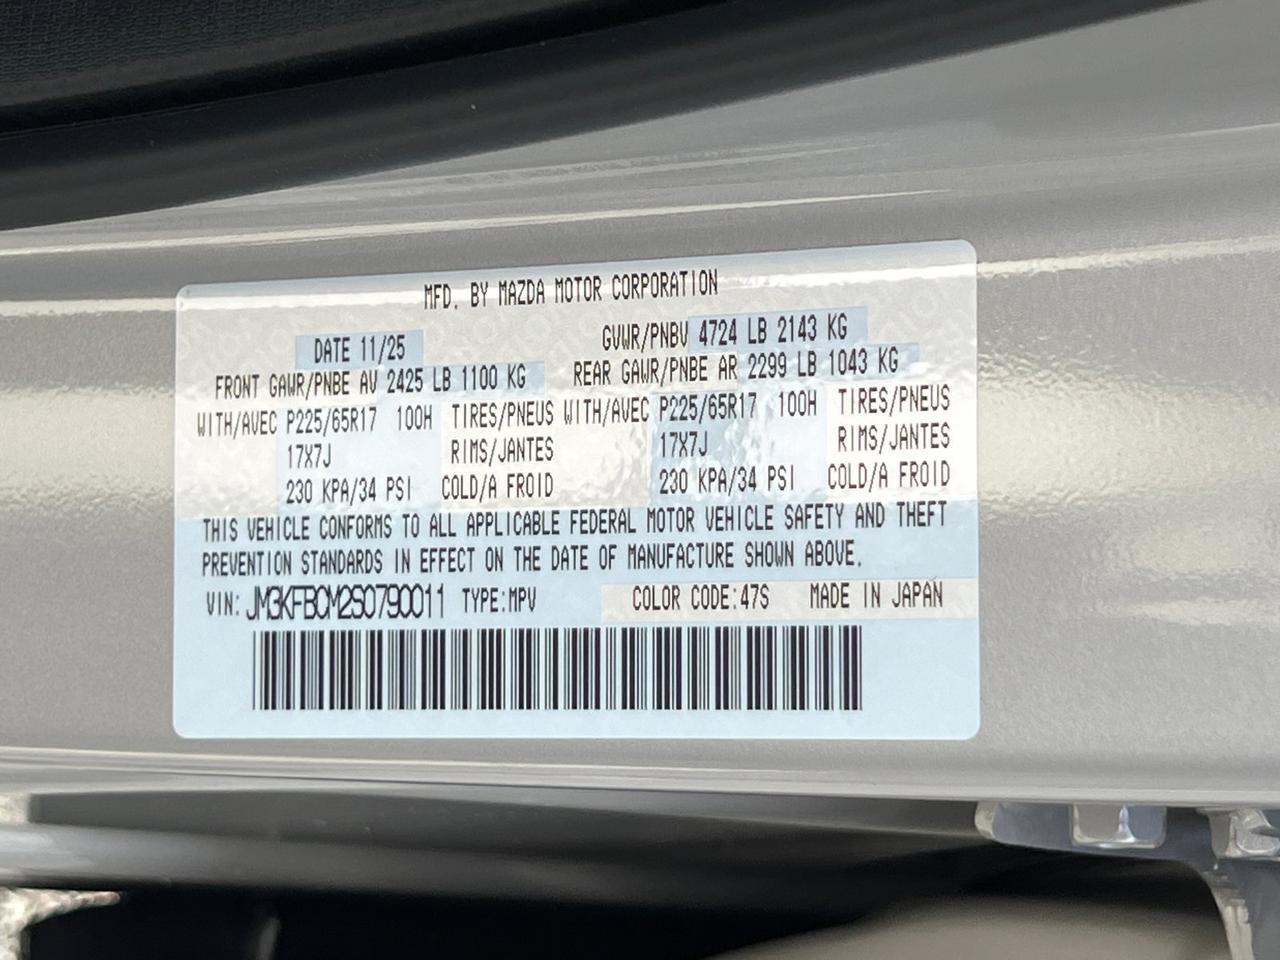 MFD. BY MAZDA MOTOR CORPORATION
DATE 11/25 GVWR/PNBV 4724 LB 2143 KG
FRONT GAWR/PNBE AV 2425 LB 1100 KG REAR GAWR/PNBE AR 2299 LB 1043 KG
WITH/AVEC P225/65R17 100H TIRES/PNEUS WITH/AVEC P225/65R17 100H TIRES/PNEUS
17X7J RIMS/JANTES 17X7J RIMS/JANTES
230 KPA/34 PSI COLD/A FROID 230 KPA/34 PSI COLD/A FROID
THIS VEHICLE CONFORMS TO ALL APPLICABLE FEDERAL MOTOR VEHICLE SAFETY AND THEFT
PREVENTION STANDARDS IN EFFECT ON THE DATE OF MANUFACTURE SHOWN ABOVE.
VIN: JM3KFBCM2S0790011 TYPE:MPV COLOR CODE:47S MADE IN JAPAN